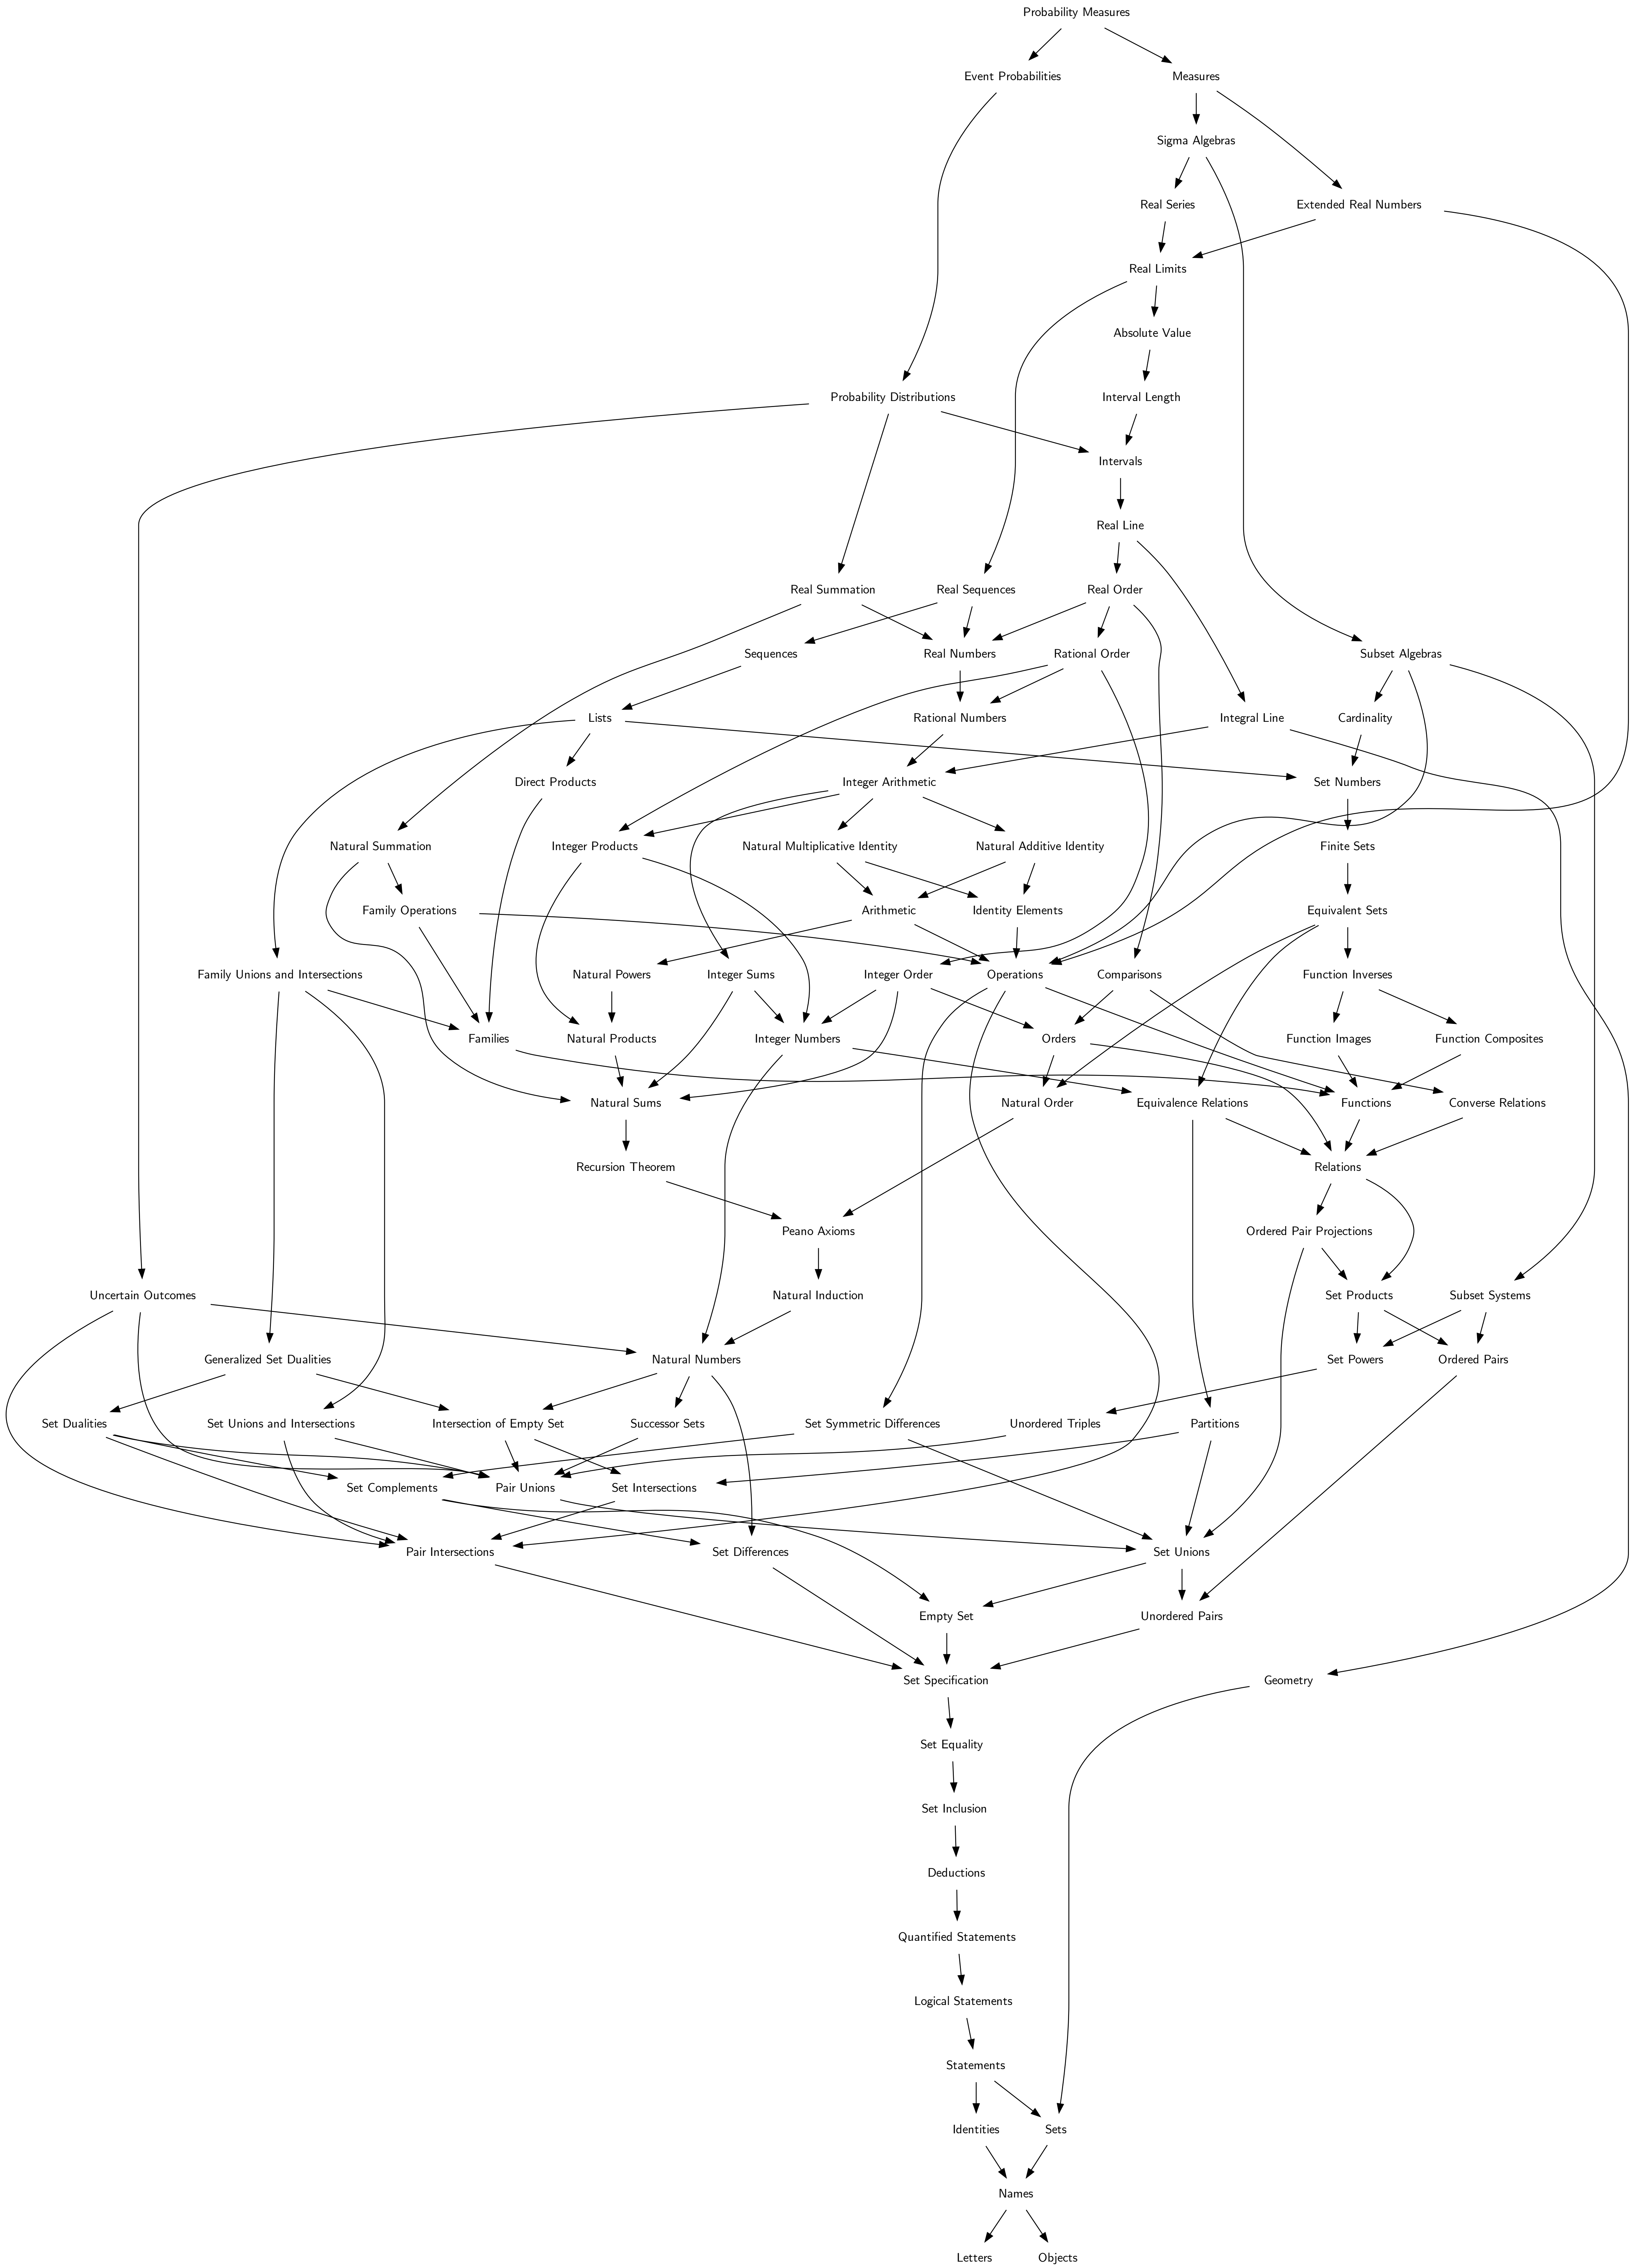 Probability Measures
Event Probabilities
Measures
Sigma Algebras
Real Series
Extended Real Numbers
Real Limits
Absolute Value
Probability Distributions
Interval Length
Intervals
Real Line
Real Summation
Real Sequences
Real Order
Sequences
Real Numbers
Rational Order
Subset Algebras
Lists
Rational Numbers
Integral Line
Cardinality
Direct Products
Integer Arithmetic
Set Numbers
Natural Summation
Integer Products
Natural Multiplicative Identity
Natural Additive Identity
Finite Sets
Family Operations
Arithmetic
Identity Elements
Equivalent Sets
Family Unions and Intersections
Natural Powers
Integer Sums
Integer Order
Operations
Comparisons
Function Inverses
Families
Natural Products
Integer Numbers
Orders
Function Images
Function Composites
Natural Sums
Natural Order
Equivalence Relations
Functions
Converse Relations
Recursion Theorem
Relations
Peano Axioms
Ordered Pair Projections
Uncertain Outcomes
Natural Induction
Set Products
Subset Systems
Generalized Set Dualities
Natural Numbers
Set Powers
Ordered Pairs
Set Dualities
Set Unions and Intersections
Intersection of Empty Set
Successor Sets
Set Symmetric Differences
Unordered Triples
Partitions
Set Complements
Pair Unions
Set Intersections
Pair Intersections
Set Differences
Set Unions
Empty Set
Unordered Pairs
Set Specification
Geometry
Set Equality
Set Inclusion
Deductions
Quantified Statements
Logical Statements
Statements
Identities
Sets
Names
Letters
Objects